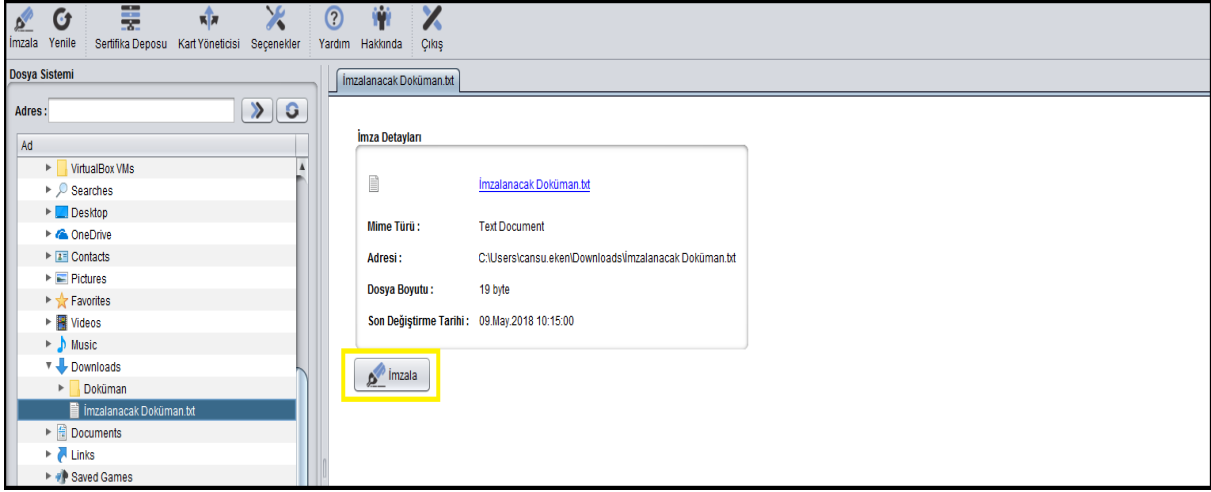 İmzala Yenile Sertifika Deposu Kart Yöneticisi Seçenekler Yardım Hakkında Çıkış
Dosya Sistemi
Adres :
Ad
VirtualBox VMs
Searches
Desktop
OneDrive
Contacts
Pictures
Favorites
Videos
Music
Downloads
Doküman
İmzalanacak Doküman.txt
Documents
Links
Saved Games
İmzalanacak Doküman.txt
İmza Detayları
İmzalanacak Doküman.txt
Mime Türü : Text Document
Adresi : C:\Users\cansu.eken\Downloads\İmzalanacak Doküman.txt
Dosya Boyutu : 19 byte
Son Değiştirme Tarihi : 09.May.2018 10:15:00
İmzala